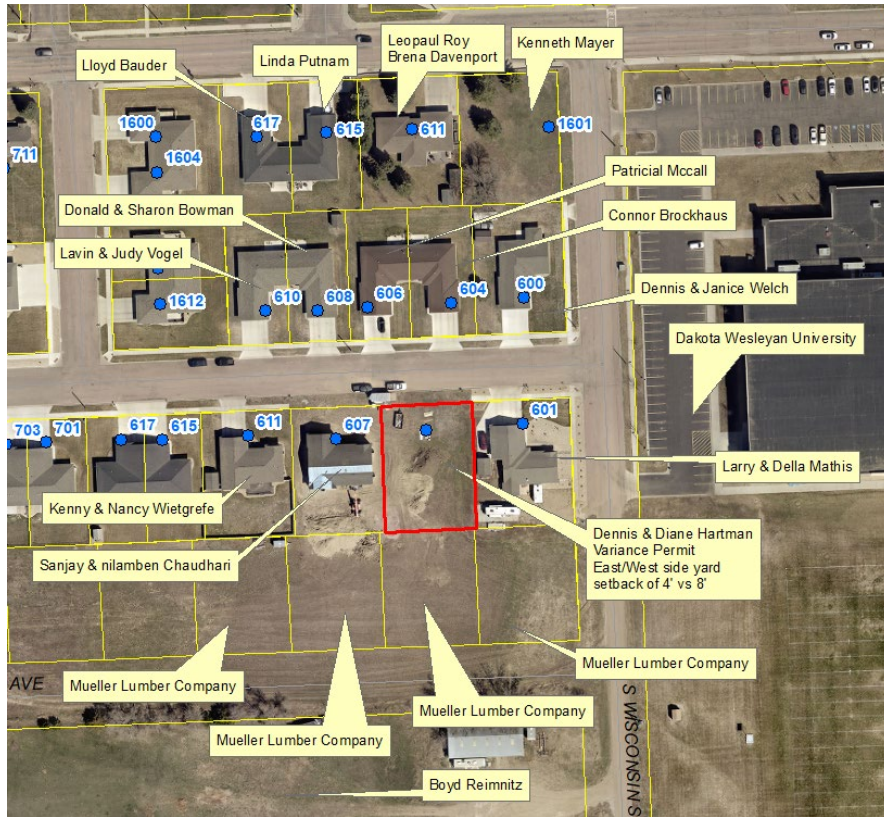 Leopaul Roy
Brena Davenport
Kenneth Mayer
Linda Putnam
Lloyd Bauder
1600
617
615
611
1601
711
1604
Patricial Mccall
Donald & Sharon Bowman
Connor Brockhaus
Lavin & Judy Vogel
Dennis & Janice Welch
1612
610
608
606
604
600
Dakota Wesleyan University
703
701
617
615
611
607
601
Larry & Della Mathis
Kenny & Nancy Wietgrefe
Dennis & Diane Hartman
Variance Permit
East/West side yard
setback of 4' vs 8'
Sanjay & nilamben Chaudhari
Mueller Lumber Company
AVE
Mueller Lumber Company
Mueller Lumber Company
Mueller Lumber Company
S WISCONSIN S
Boyd Reimnitz